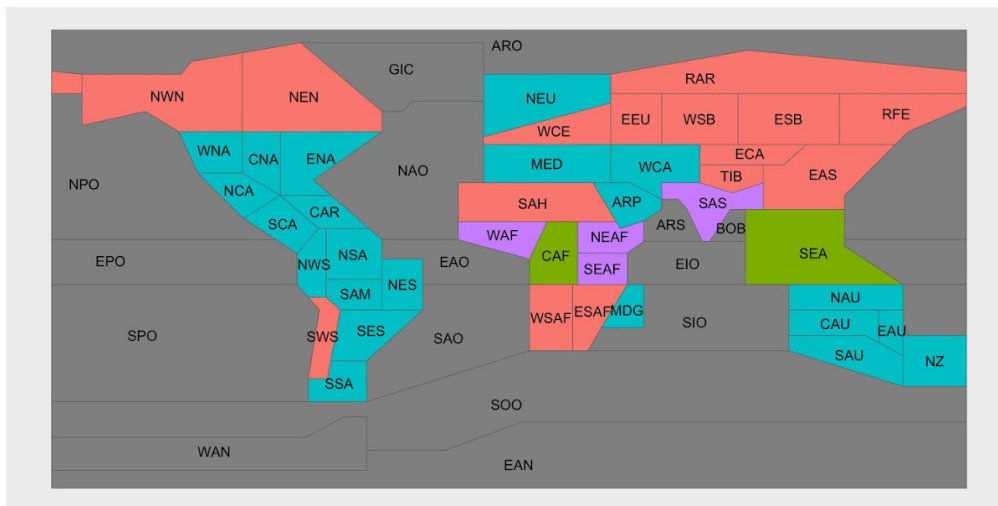 ARO
GIC
RAR
NWN
NEN
NEU
RFE
WCE
EEU
WSB
ESB
WNA
CNA
ENA
MED
WCA
ECA
NPO
NAO
TIB
EAS
NCA
SAH
ARP
SAS
SCA
CAR
WAF
NEAF
ARS
BOB
EPO
NWS
NSA
EAO
CAF
SEAF
EIO
SEA
SAM
NES
NAU
SPO
SWS
SES
SAO
WSAF
ESAF
MDG
SIO
CAU
EAU
SSA
SAU
NZ
SOO
WAN
EAN